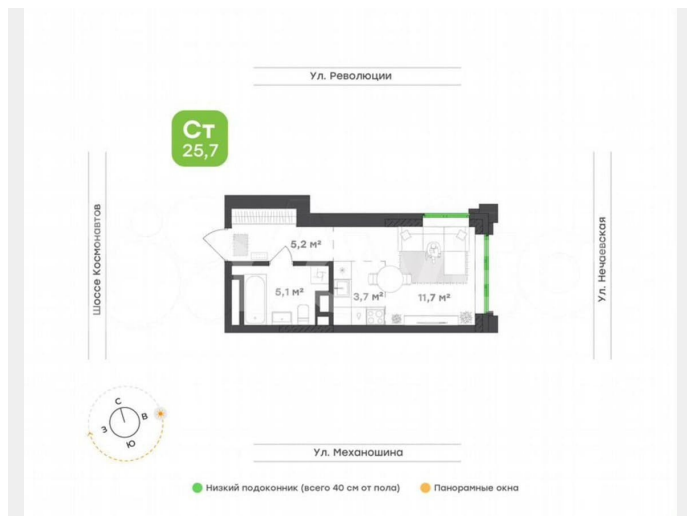 Ул. Революции
Ст
25,7
Шоссе Космонавтов
Ул. Нечаевская
5,2 м²
5,1 м²
3,7 м²
11,7 м²
С
В
З
Ю
Ул. Механошина
Низкий подоконник (всего 40 см от пола)
Панорамные окна